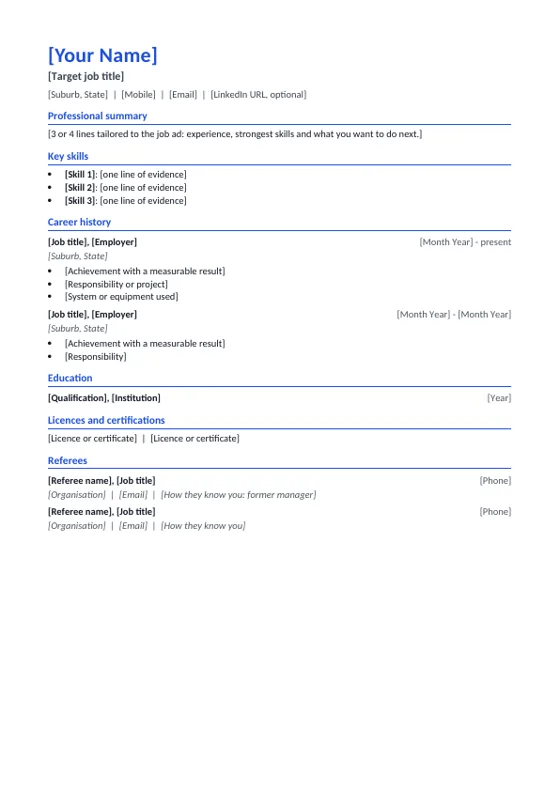 [Your Name]
[Target job title]
[Suburb, State] | [Mobile] | [Email] | [LinkedIn URL, optional]
Professional summary
[3 or 4 lines tailored to the job ad: experience, strongest skills and what you want to do next.]
Key skills
• [Skill 1]: [one line of evidence]
• [Skill 2]: [one line of evidence]
• [Skill 3]: [one line of evidence]
Career history
[Job title], [Employer] [Month Year] - present
[Suburb, State]
• [Achievement with a measurable result]
• [Responsibility or project]
• [System or equipment used]
[Job title], [Employer] [Month Year] - [Month Year]
[Suburb, State]
• [Achievement with a measurable result]
• [Responsibility]
Education
[Qualification], [Institution] [Year]
Licences and certifications
[Licence or certificate] | [Licence or certificate]
Referees
[Referee name], [Job title] [Phone]
[Organisation] | [Email] | [How they know you: former manager]
[Referee name], [Job title] [Phone]
[Organisation] | [Email] | [How they know you]